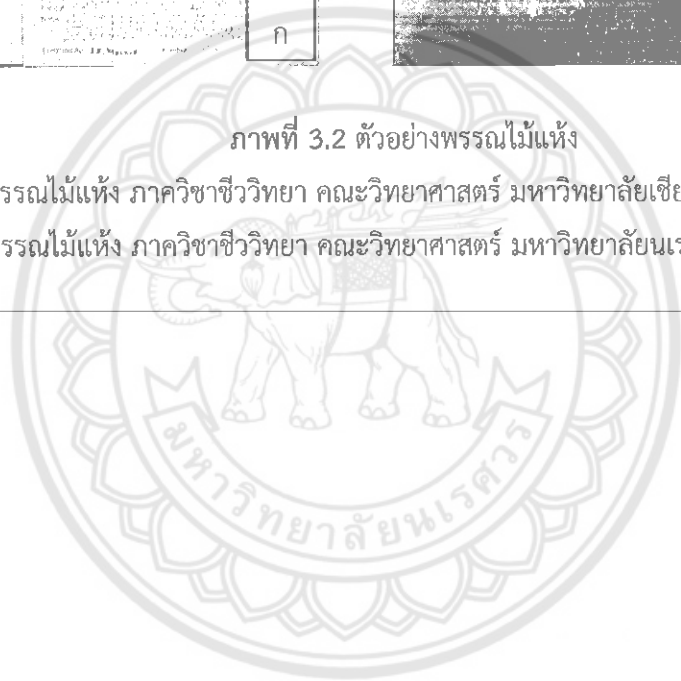 ก
ภาพที่ 3.2 ตัวอย่างพรรณไม้แห้ง
รรณไม้แห้ง ภาควิชาชีววิทยา คณะวิทยาศาสตร์ มหาวิทยาลัยเชีย
รรณไม้แห้ง ภาควิชาชีววิทยา คณะวิทยาศาสตร์ มหาวิทยาลัยนเร
มหาวิทยาลัยนเรศวร